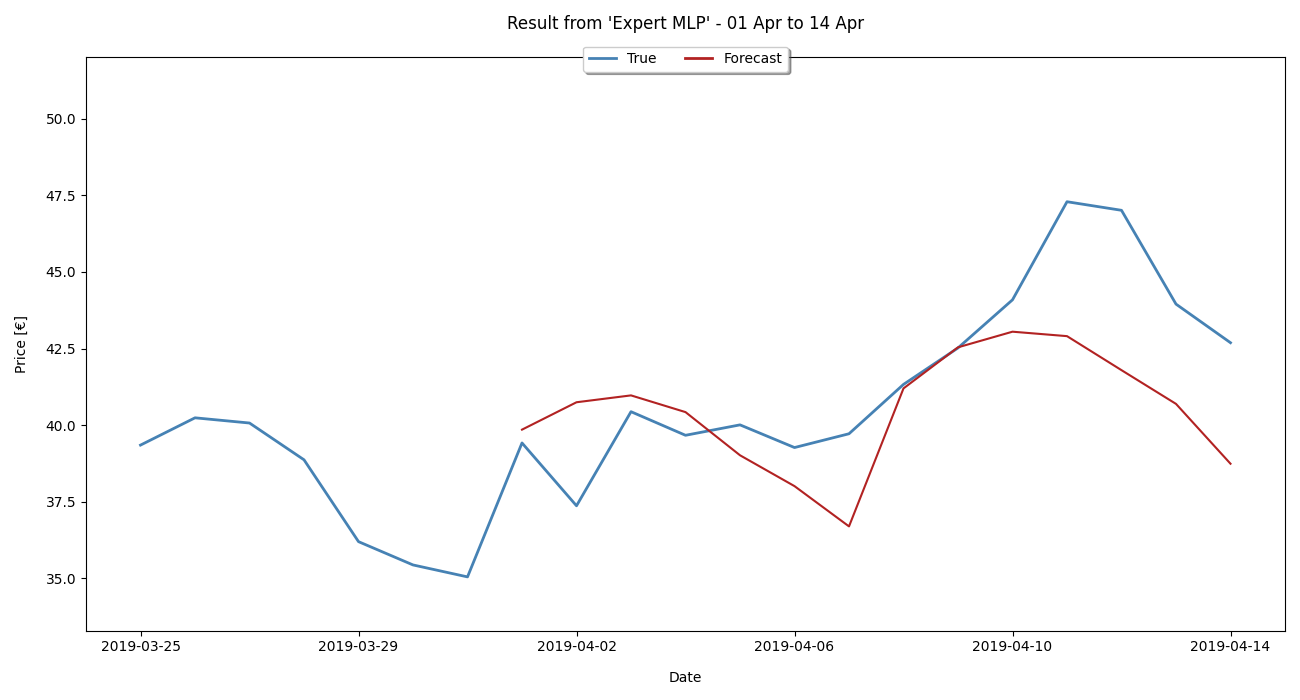 Result from 'Expert MLP' - 01 Apr to 14 Apr
True Forecast
50.0
47.5
45.0
42.5
40.0
37.5
35.0
Price [€]
2019-03-25 2019-03-29 2019-04-02 2019-04-06 2019-04-10 2019-04-14
Date